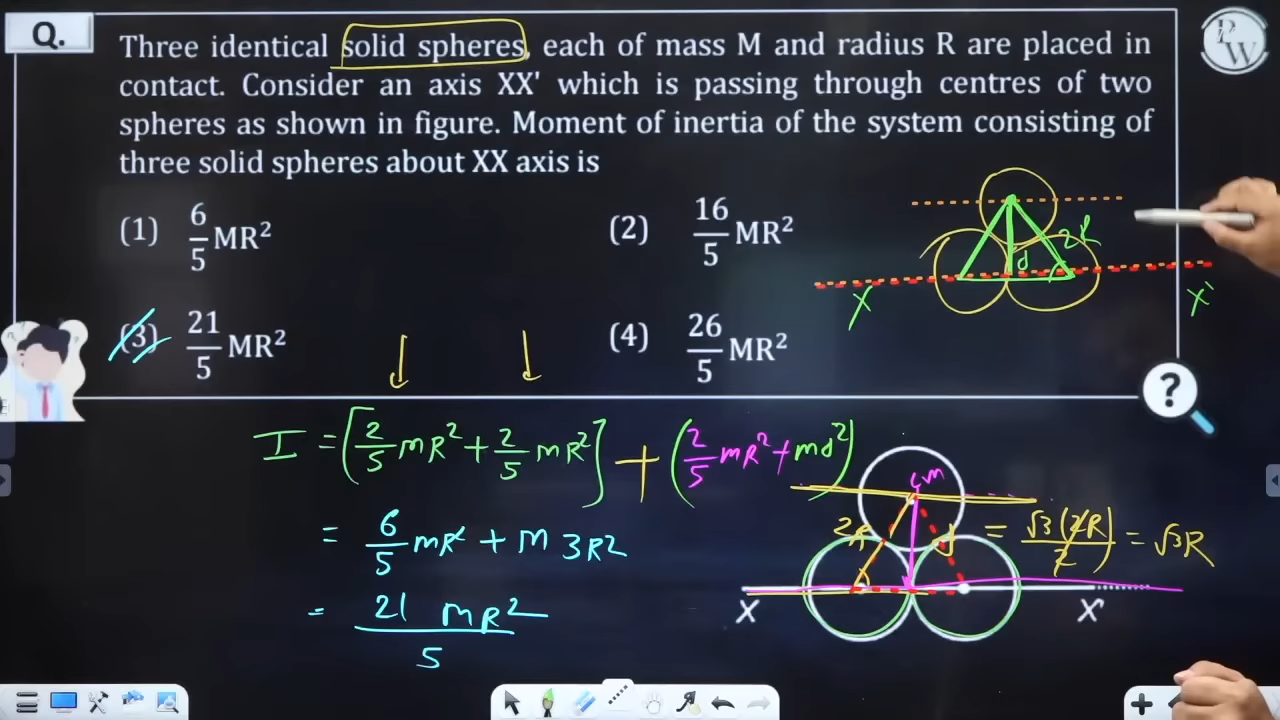 Q.
Three identical solid spheres, each of mass M and radius R are placed in
contact. Consider an axis XX' which is passing through centres of two
spheres as shown in figure. Moment of inertia of the system consisting of
three solid spheres about XX axis is
(1) 6/5 MR²
(2) 16/5 MR²
(3) 21/5 MR²
(4) 26/5 MR²
PW
2R
d
X
X'
?
I = [2/5 mR² + 2/5 mR²] + (2/5 mR² + md²)
CM
= 6/5 mR² + m 3R²
2R
d = √3(2R)/2 = √3R
= 21 mR²/5
X
X'